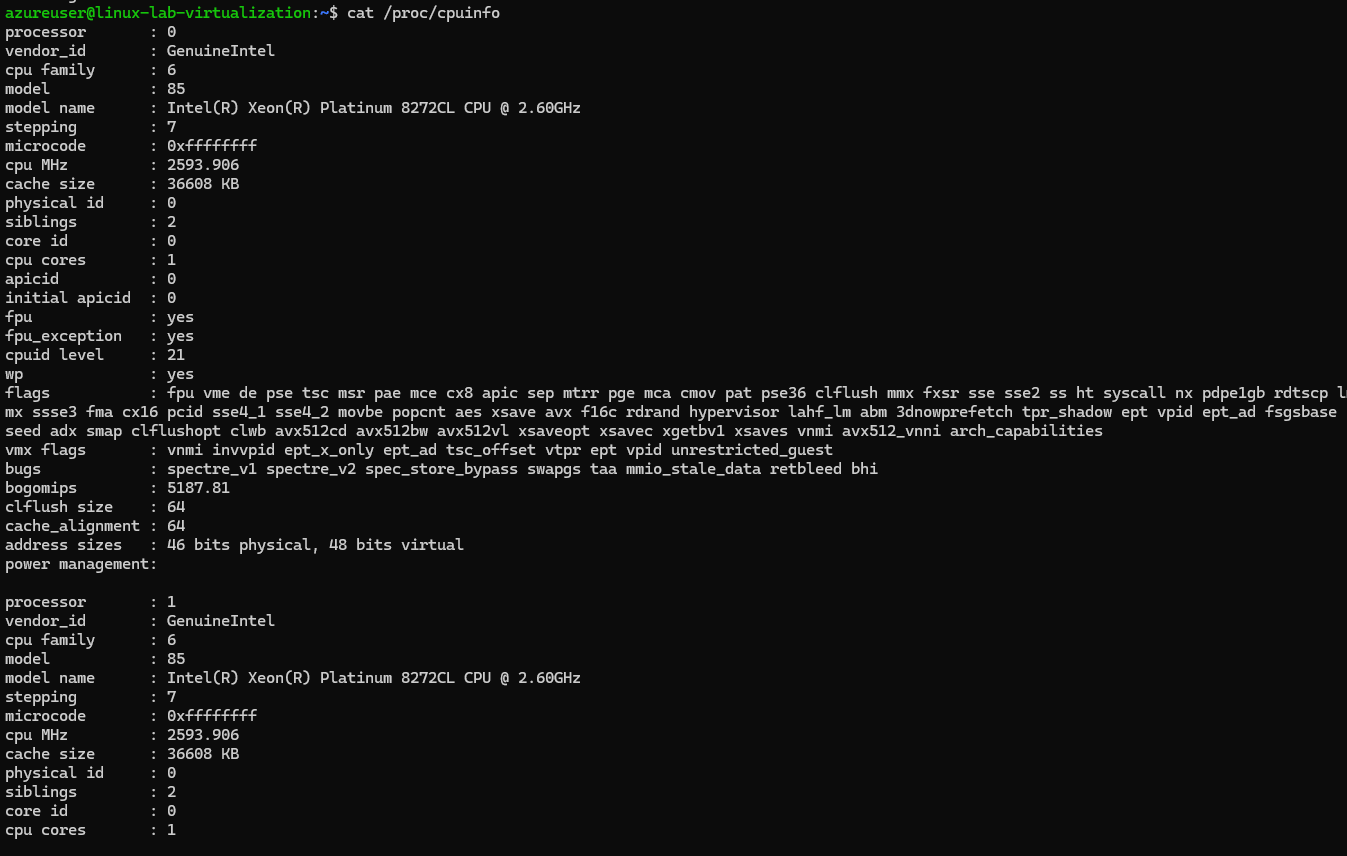 azureuser@linux-lab-virtualization:~$ cat /proc/cpuinfo
processor       : 0
vendor_id       : GenuineIntel
cpu family      : 6
model           : 85
model name      : Intel(R) Xeon(R) Platinum 8272CL CPU @ 2.60GHz
stepping        : 7
microcode       : 0xffffffff
cpu MHz         : 2593.906
cache size      : 36608 KB
physical id     : 0
siblings        : 2
core id         : 0
cpu cores       : 1
apicid          : 0
initial apicid  : 0
fpu             : yes
fpu_exception   : yes
cpuid level     : 21
wp              : yes
flags           : fpu vme de pse tsc msr pae mce cx8 apic sep mtrr pge mca cmov pat pse36 clflush mmx fxsr sse sse2 ss ht syscall nx pdpe1gb rdtscp
mx ssse3 fma cx16 pcid sse4_1 sse4_2 movbe popcnt aes xsave avx f16c rdrand hypervisor lahf_lm abm 3dnowprefetch tpr_shadow ept vpid ept_ad fsgsbase
seed adx smap clflushopt clwb avx512cd avx512bw avx512vl xsaveopt xsavec xgetbv1 xsaves vnmi avx512_vnni arch_capabilities
vmx flags       : vnmi invvpid ept_x_only ept_ad tsc_offset vtpr ept vpid unrestricted_guest
bugs            : spectre_v1 spectre_v2 spec_store_bypass swapgs taa mmio_stale_data retbleed bhi
bogomips        : 5187.81
clflush size    : 64
cache_alignment : 64
address sizes   : 46 bits physical, 48 bits virtual
power management:
processor       : 1
vendor_id       : GenuineIntel
cpu family      : 6
model           : 85
model name      : Intel(R) Xeon(R) Platinum 8272CL CPU @ 2.60GHz
stepping        : 7
microcode       : 0xffffffff
cpu MHz         : 2593.906
cache size      : 36608 KB
physical id     : 0
siblings        : 2
core id         : 0
cpu cores       : 1